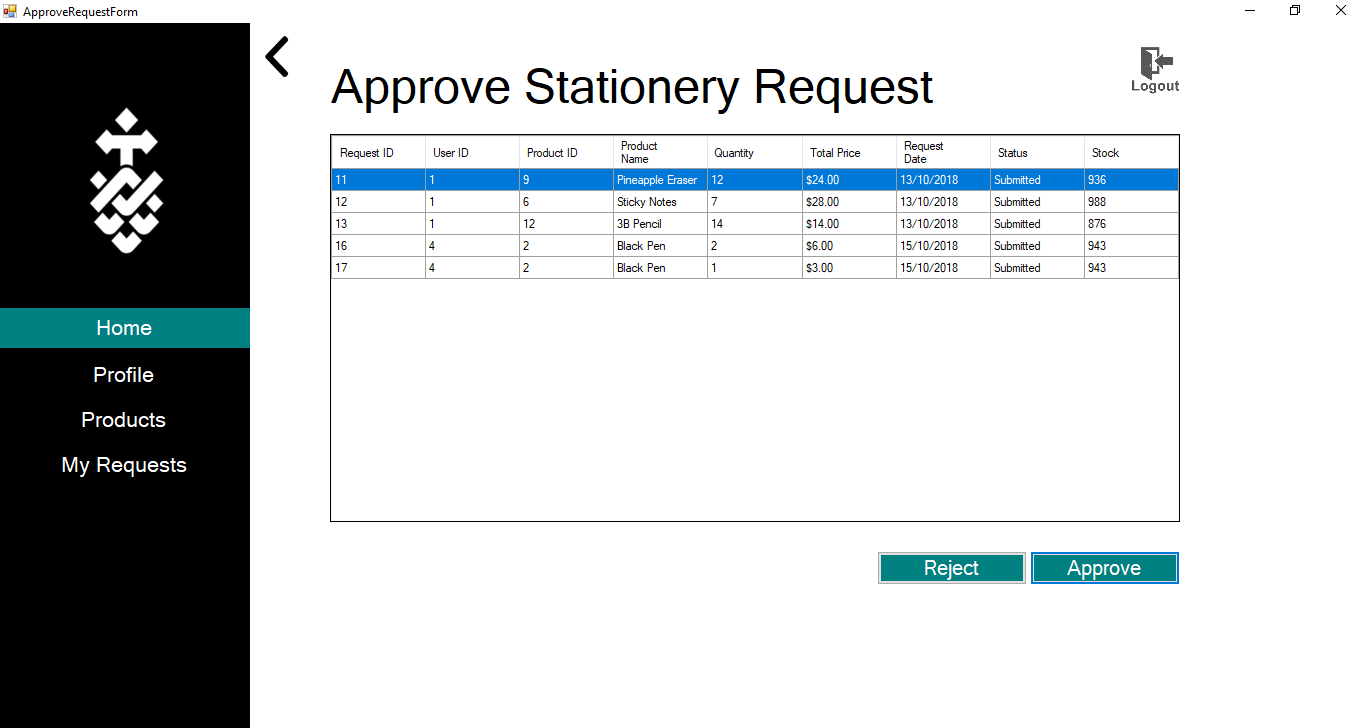 ApproveRequestForm
Approve Stationery Request
Logout
Home
Profile
Products
My Requests
Request ID User ID Product ID Product Name Quantity Total Price Request Date Status Stock
11 1 9 Pineapple Eraser 12 $24.00 13/10/2018 Submitted 936
12 1 6 Sticky Notes 7 $28.00 13/10/2018 Submitted 988
13 1 12 3B Pencil 14 $14.00 13/10/2018 Submitted 876
16 4 2 Black Pen 2 $6.00 15/10/2018 Submitted 943
17 4 2 Black Pen 1 $3.00 15/10/2018 Submitted 943
Reject Approve